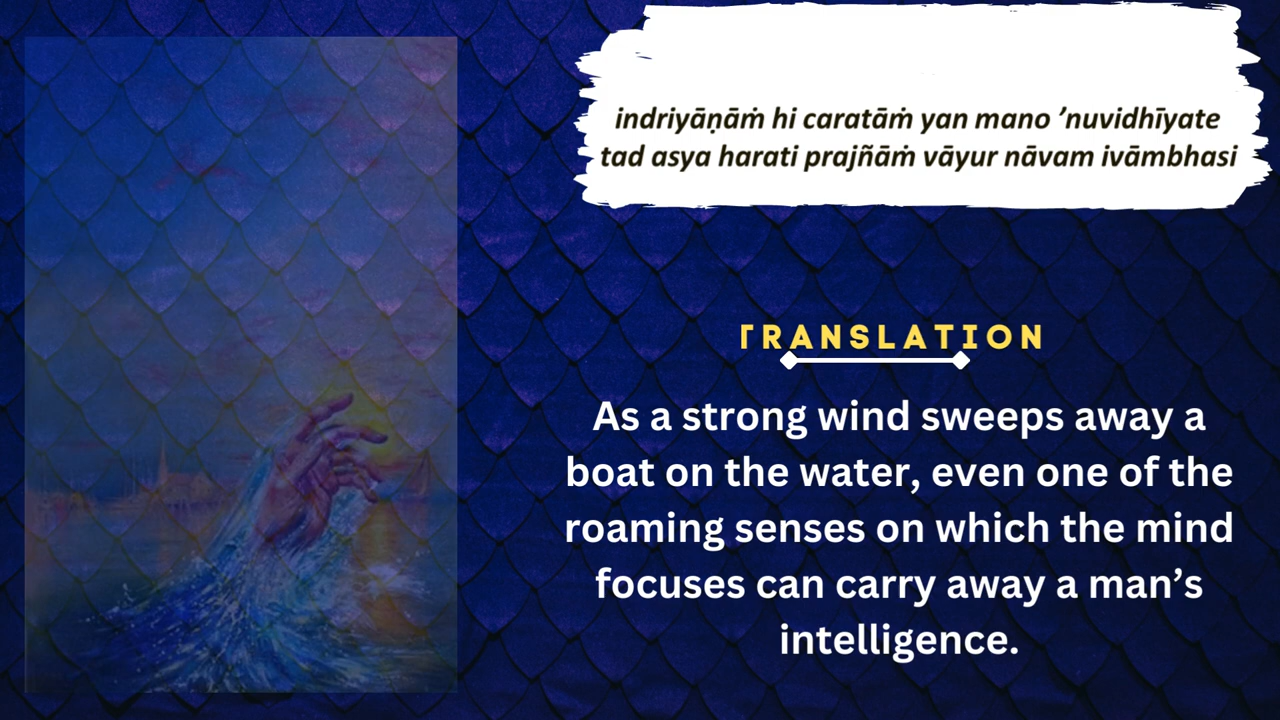 indriyāṇāṁ hi caratāṁ yan mano ’nuvidhīyate
tad asya harati prajñāṁ vāyur nāvam ivāmbhasi
TRANSLATION
As a strong wind sweeps away a
boat on the water, even one of the
roaming senses on which the mind
focuses can carry away a man’s
intelligence.